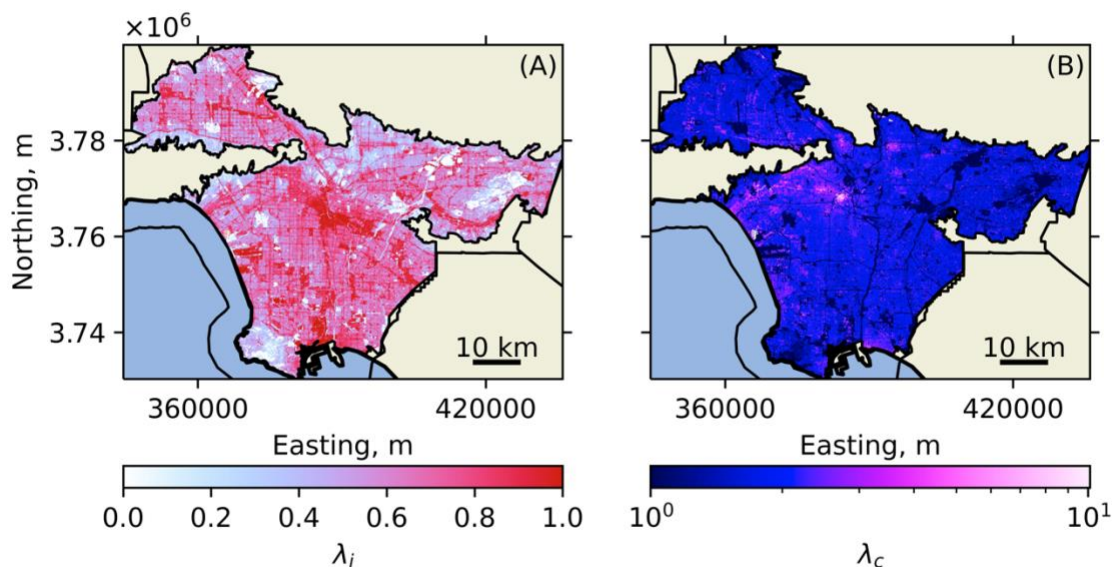 ×10⁶
(A)
(B)
Northing, m
3.78
3.76
3.74
10 km
10 km
360000
420000
360000
420000
Easting, m
Easting, m
0.0 0.2 0.4 0.6 0.8 1.0
10⁰ 10¹
λᵢ
λ_c